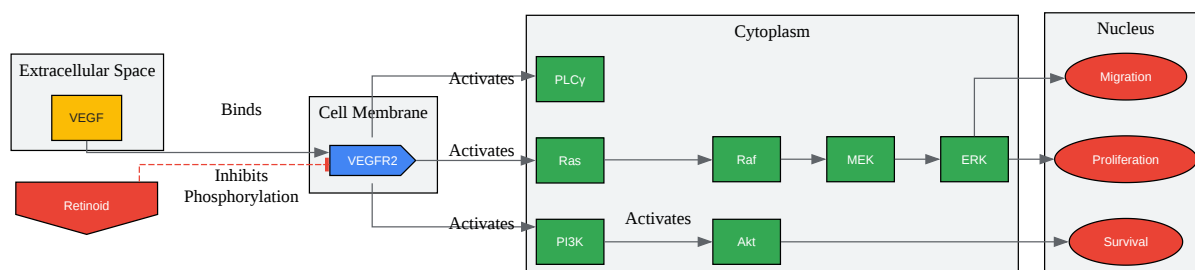 Extracellular Space
VEGF
Binds
Inhibits
Phosphorylation
Retinoid
Cell Membrane
VEGFR2
Activates
Activates
Activates
Cytoplasm
PLCγ
Ras
Raf
MEK
ERK
PI3K
Activates
Akt
Nucleus
Migration
Proliferation
Survival